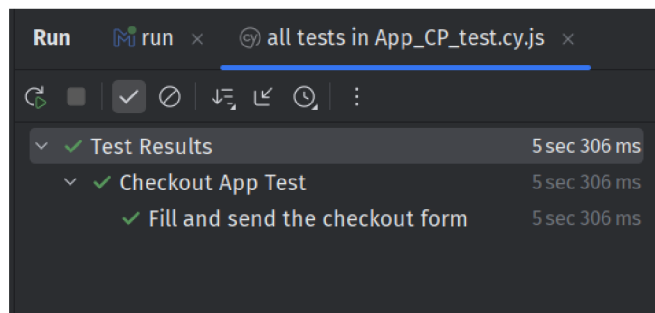 Run run × cy all tests in App_CP_test.cy.js ×
Test Results 5 sec 306 ms
Checkout App Test 5 sec 306 ms
Fill and send the checkout form 5 sec 306 ms